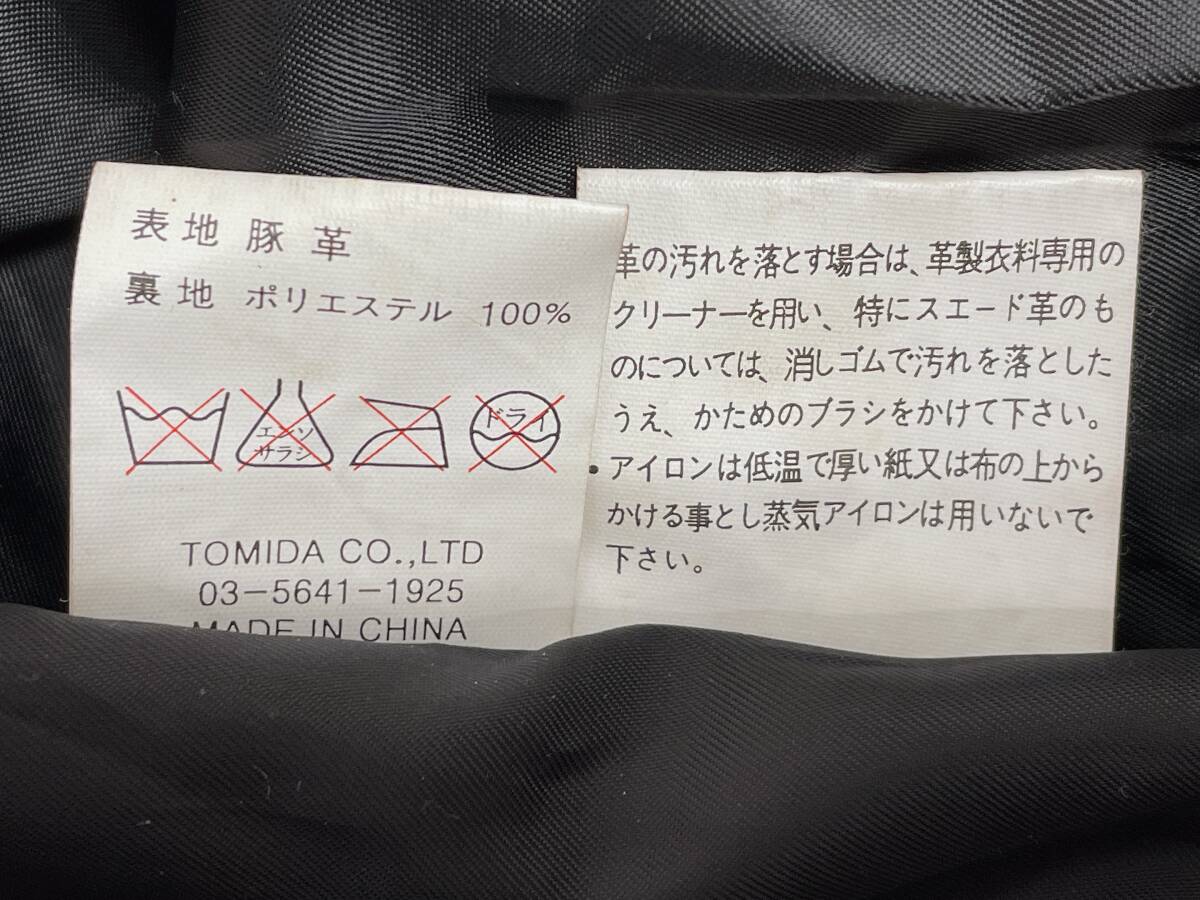 表地 豚革
裏地 ポリエステル 100%
エンソ
サラシ
ドライ
TOMIDA CO.,LTD
03-5641-1925
MADE IN CHINA
革の汚れを落とす場合は、革製衣料専用の
クリーナーを用い、特にスエード革のも
のについては、消しゴムで汚れを落とした
うえ、かためのブラシをかけて下さい。
・アイロンは低温で厚い紙又は布の上から
かける事とし蒸気アイロンは用いないで
下さい。